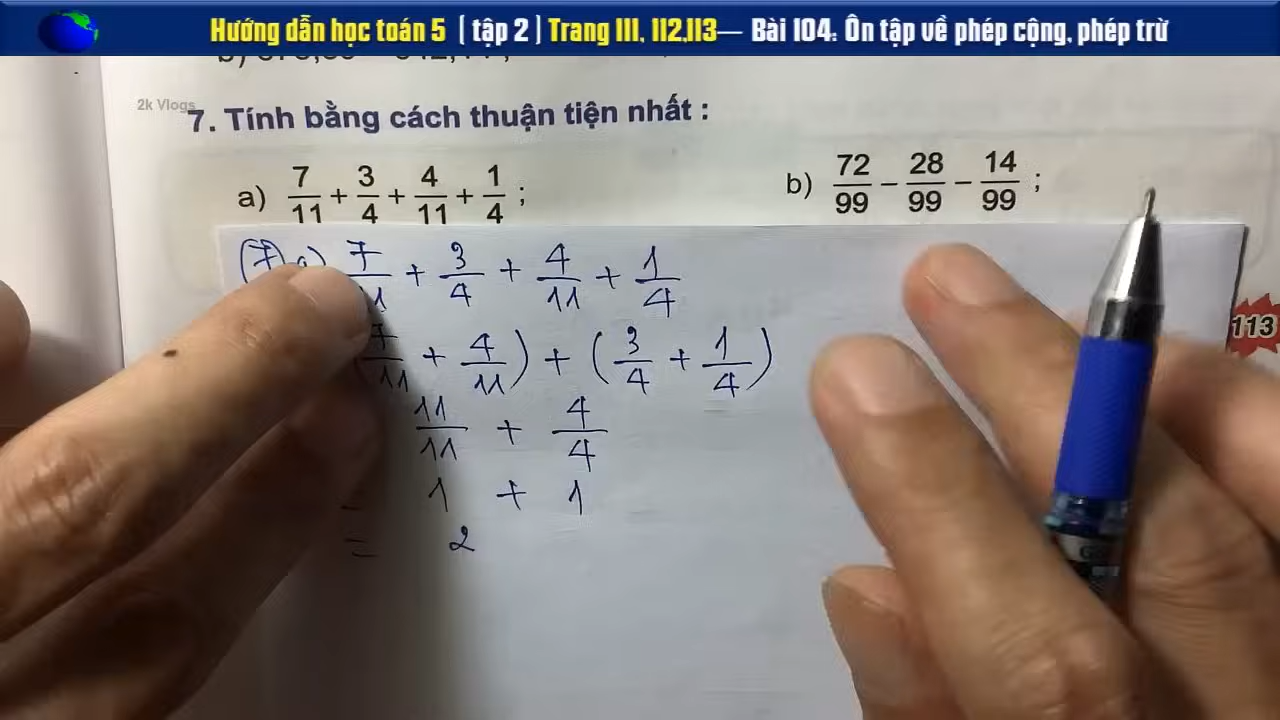 Hướng dẫn học toán 5 ( tập 2 ) Trang 111, 112,113— Bài 104: Ôn tập về phép cộng, phép trừ
2k Vlogs
7. Tính bằng cách thuận tiện nhất :
a) 7/11 + 3/4 + 4/11 + 1/4 ;
b) 72/99 − 28/99 − 14/99 ;
(7) a) 7/11 + 3/4 + 4/11 + 1/4
(7/11 + 4/11) + (3/4 + 1/4)
11/11 + 4/4
= 1 + 1
= 2
113